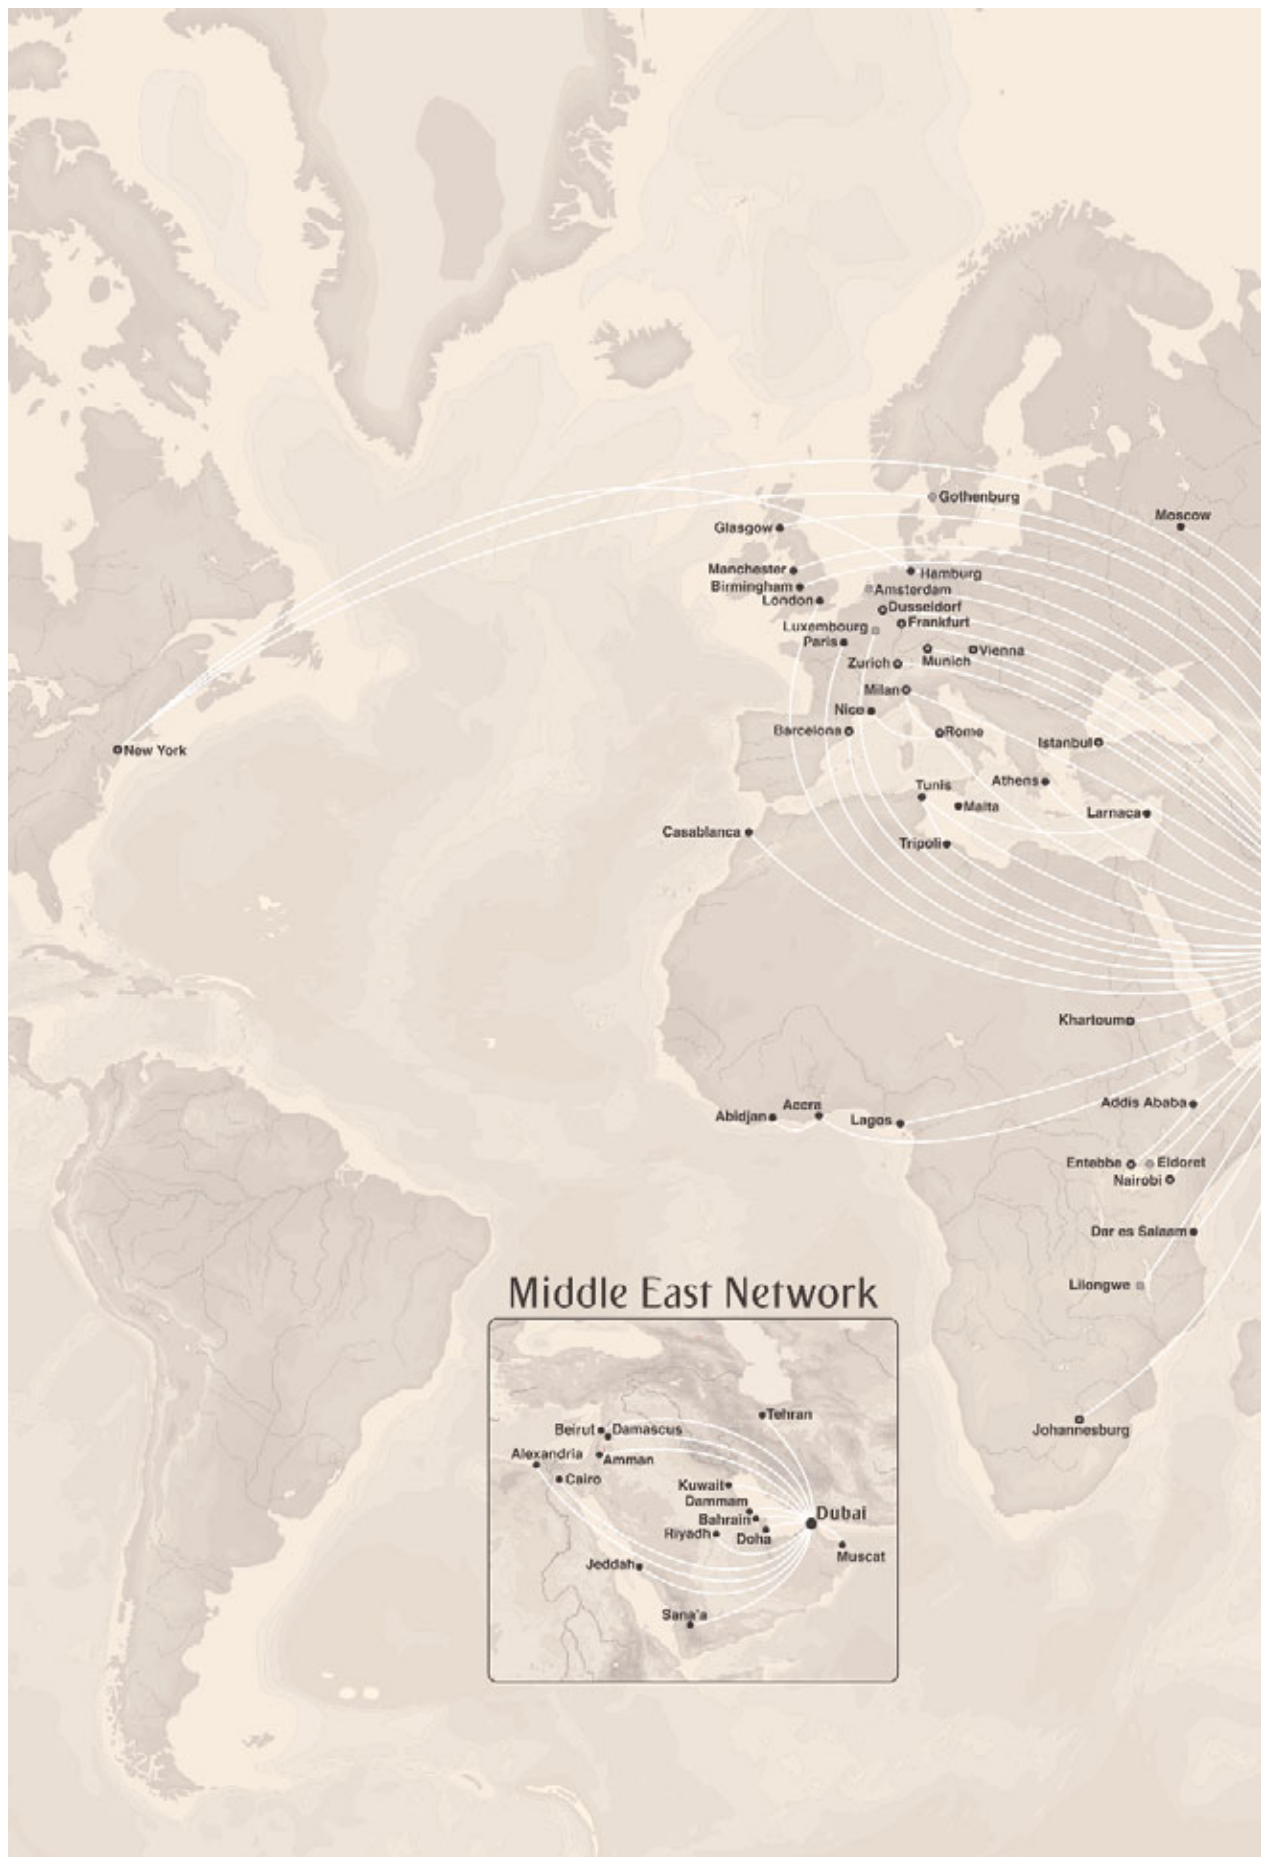 Gothenburg
Moscow
Glasgow
Manchester
Hamburg
Birmingham
Amsterdam
London
Dusseldorf
Frankfurt
Luxembourg
Paris
Vienna
Zurich
Munich
Milan
Nice
Barcelona
Rome
Istanbul
New York
Athens
Tunis
Malta
Larnaca
Casablanca
Tripoli
Khartoum
Addis Ababa
Accra
Abidjan
Lagos
Entebbe
Eldoret
Nairobi
Dar es Salaam
Lilongwe
Middle East Network
Tehran
Beirut
Damascus
Alexandria
Amman
Cairo
Kuwait
Dammam
Dubai
Bahrain
Riyadh
Doha
Muscat
Jeddah
Sana'a
Johannesburg